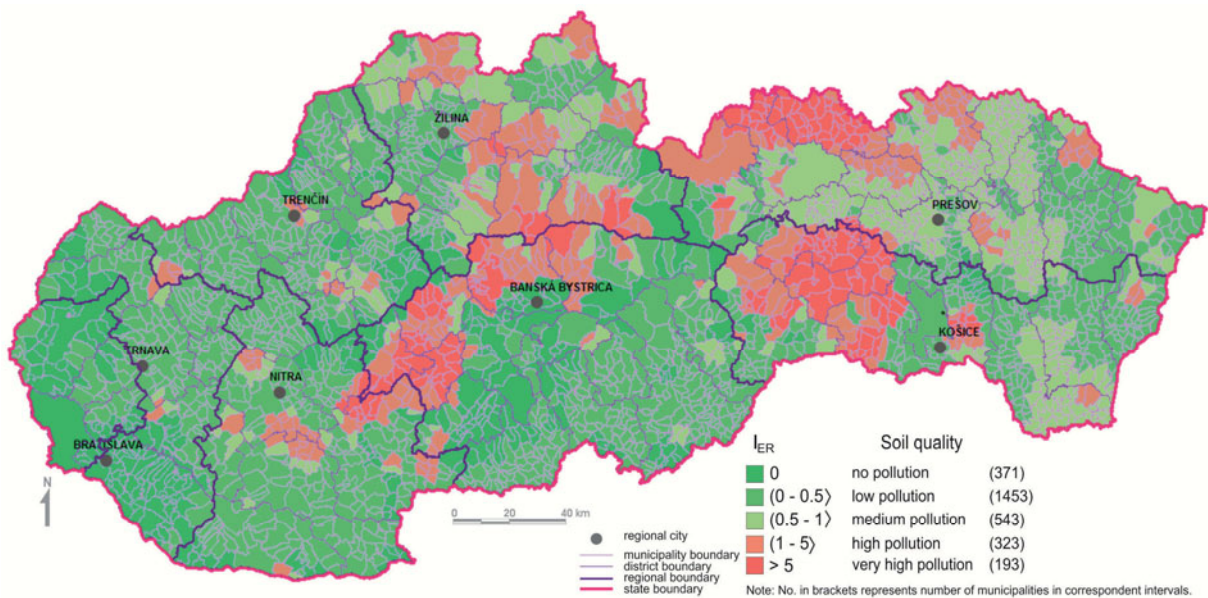 ŽILINA
TRENČÍN
PREŠOV
BANSKÁ BYSTRICA
KOŠICE
TRNAVA
NITRA
BRATISLAVA
N
0 20 40 km
regional city
municipality boundary
district boundary
regional boundary
state boundary
I_ER Soil quality
0 no pollution (371)
(0 - 0.5⟩ low pollution (1453)
(0.5 - 1⟩ medium pollution (543)
(1 - 5⟩ high pollution (323)
> 5 very high pollution (193)
Note: No. in brackets represents number of municipalities in correspondent intervals.